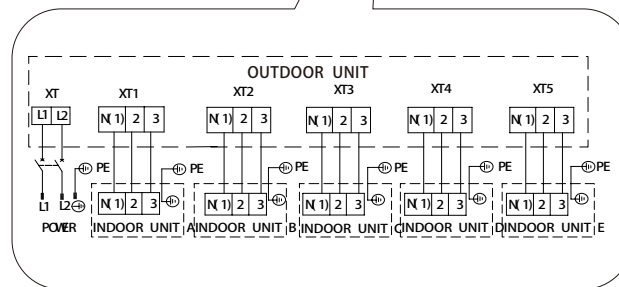 OUTDOOR UNIT
XT XT1 XT2 XT3 XT4 XT5
L1 L2 N(1) 2 3 N(1) 2 3 N(1) 2 3 N(1) 2 3 N(1) 2 3
PE PE PE PE PE PE
L1 L2 N(1) 2 3 N(1) 2 3 N(1) 2 3 N(1) 2 3 N(1) 2 3
POWER INDOOR UNIT A INDOOR UNIT B INDOOR UNIT C INDOOR UNIT D INDOOR UNIT E